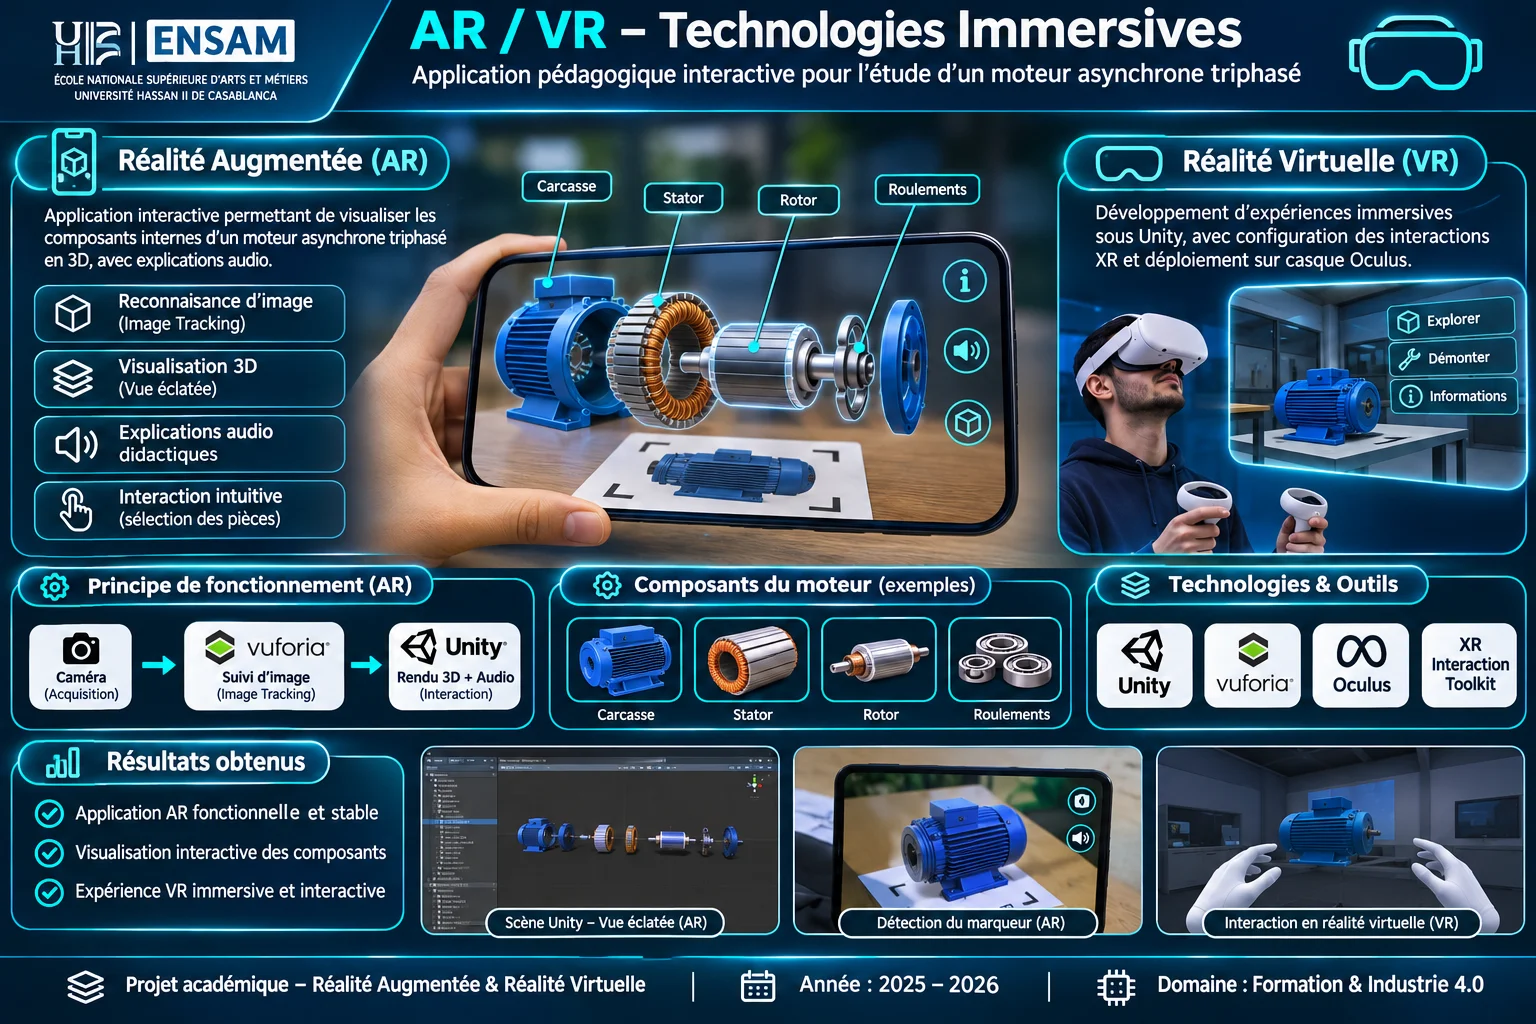 UH2C | ENSAM
ÉCOLE NATIONALE SUPÉRIEURE D'ARTS ET MÉTIERS
UNIVERSITÉ HASSAN II DE CASABLANCA
AR / VR – Technologies Immersives
Application pédagogique interactive pour l'étude d'un moteur asynchrone triphasé
Réalité Augmentée (AR)
Application interactive permettant de visualiser les
composants internes d'un moteur asynchrone triphasé
en 3D, avec explications audio.
Reconnaisance d'image
(Image Tracking)
Visualisation 3D
(Vue éclatée)
Explications audio
didactiques
Interaction intuitive
(sélection des pièces)
Carcasse
Stator
Rotor
Roulements
Réalité Virtuelle (VR)
Développement d'expériences immersives
sous Unity, avec configuration des interactions
XR et déploiement sur casque Oculus.
Explorer
Démonter
Informations
Principe de fonctionnement (AR)
Caméra
(Acquisition)
vuforia®
Suivi d'image
(Image Tracking)
Unity®
Rendu 3D + Audio
(Interaction)
Composants du moteur (exemples)
Carcasse
Stator
Rotor
Roulements
Technologies & Outils
Unity
vuforia®
Oculus
XR
Interaction
Toolkit
Résultats obtenus
Application AR fonctionnelle et stable
Visualisation interactive des composants
Expérience VR immersive et interactive
Scène Unity – Vue éclatée (AR)
Détection du marqueur (AR)
Interaction en réalité virtuelle (VR)
Projet académique – Réalité Augmentée & Réalité Virtuelle
Année : 2025 – 2026
Domaine : Formation & Industrie 4.0